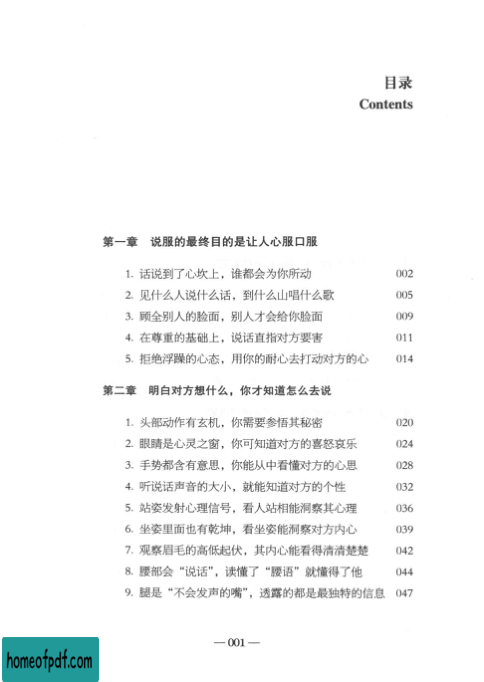 目录
Contents
第一章 说服的最终目的是让人心服口服
1. 话说到了心坎上，谁都会为你所动 002
2. 见什么人说什么话，到什么山唱什么歌 005
3. 顾全别人的脸面，别人才会给你脸面 009
4. 在尊重的基础上，说话直指对方要害 011
5. 拒绝浮躁的心态，用你的耐心去打动对方的心 014
第二章 明白对方想什么，你才知道怎么去说
1. 头部动作有玄机，你需要参悟其秘密 020
2. 眼睛是心灵之窗，你可知道对方的喜怒哀乐 024
3. 手势都含有意思，你能从中看懂对方的心思 028
4. 听说话声音的大小，就能知道对方的个性 032
5. 站姿发射心理信号，看人站相能洞察其心理 036
6. 坐姿里面也有乾坤，看坐姿能洞察对方内心 039
7. 观察眉毛的高低起伏，其内心能看得清清楚楚 042
8. 腰部会“说话”，读懂了“腰语”就懂得了他 044
9. 腿是“不会发声的嘴”，透露的都是最独特的信息 047
— 001 —
homeofpdf.com